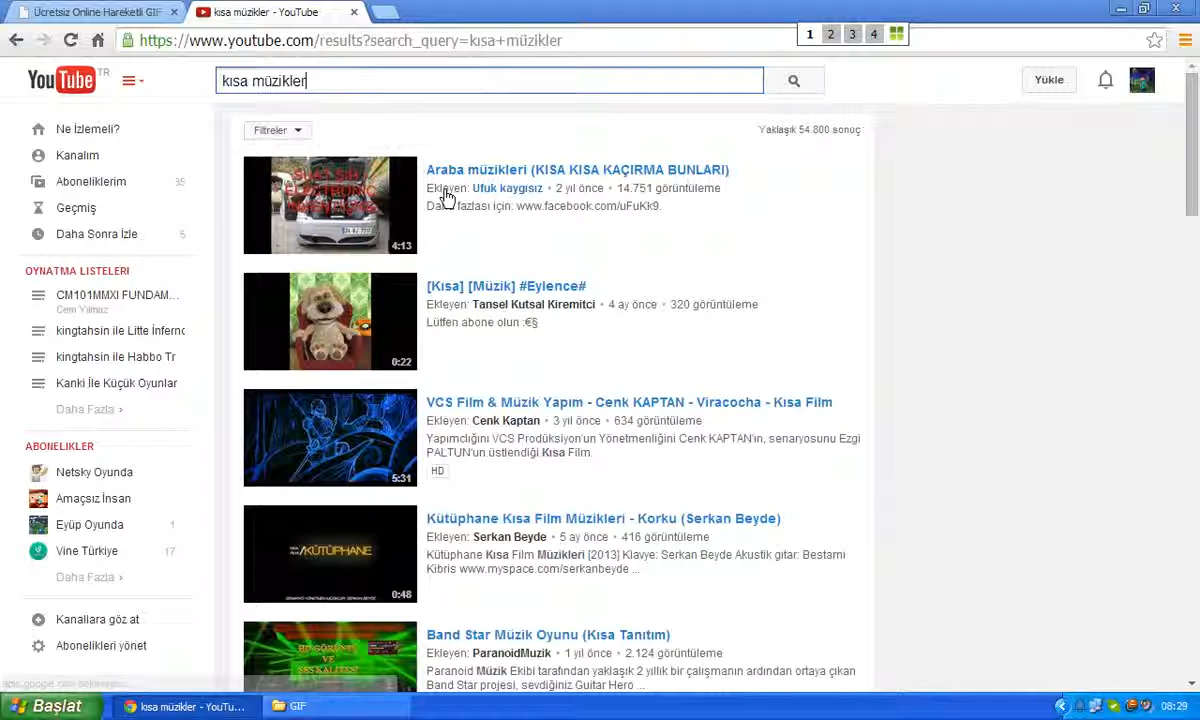 Ücretsiz Online Hareketli GIF
kısa müzikler - YouTube
https://www.youtube.com/results?search_query=kısa+müzikler
1 2 3 4
YouTube TR
kısa müzikler
Yükle
Ne İzlemeli?
Kanalım
Aboneliklerim
Geçmiş
Daha Sonra İzle 5
OYNATMA LİSTELERİ
CM101MMXI FUNDAM...
Cem Yılmaz
kingtahsin ile Litte İnferno
kingtahsin ile Habbo Tr
Kanki İle Küçük Oyunlar
Daha Fazla ›
ABONELIKLER
Netsky Oyunda
Amaçsız İnsan
Eyüp Oyunda 1
Vine Türkiye 17
Daha Fazla ›
Kanallara göz at
Abonelikleri yönet
Filtreler
Yaklaşık 54.800 sonuç
4:13
Araba müzikleri (KISA KISA KAÇIRMA BUNLARI)
Ekleyen: Ufuk kaygısız • 2 yıl önce • 14.751 görüntüleme
Daha fazlası için: www.facebook.com/uFuKk9.
0:22
[Kısa] [Müzik] #Eylence#
Ekleyen: Tansel Kutsal Kiremitci • 4 ay önce • 320 görüntüleme
Lütfen abone olun :€§
5:31
VCS Film & Müzik Yapım - Cenk KAPTAN - Viracocha - Kısa Film
Ekleyen: Cenk Kaptan • 3 yıl önce • 634 görüntüleme
Yapımclığını VCS Prodüksiyon'un Yönetmenliğini Cenk KAPTAN'ın, senaryosunu Ezgi
PALTUN'un üstlendiği Kısa Film.
HD
/KÜTÜPHANE
0:48
Kütüphane Kısa Film Müzikleri - Korku (Serkan Beyde)
Ekleyen: Serkan Beyde • 5 ay önce • 416 görüntüleme
Kütüphane Kısa Film Müzikleri [2013] Klavye: Serkan Beyde Akustik gitar: Bestami
Kibris www.myspace.com/serkanbeyde ...
HD GÖRÜNTÜ
VE
SES KALİTESİ
Band Star Müzik Oyunu (Kısa Tanıtım)
Ekleyen: ParanoidMuzik • 1 yıl önce • 2.124 görüntüleme
Paranoid Müzik Ekibi tarafından yaklaşık 2 yıllık bir çalışmanın ardından ortaya çıkan
Band Star projesi, sevdiğiniz Guitar Hero ...
Başlat
kısa müzikler - YouTu...
GIF
08:29